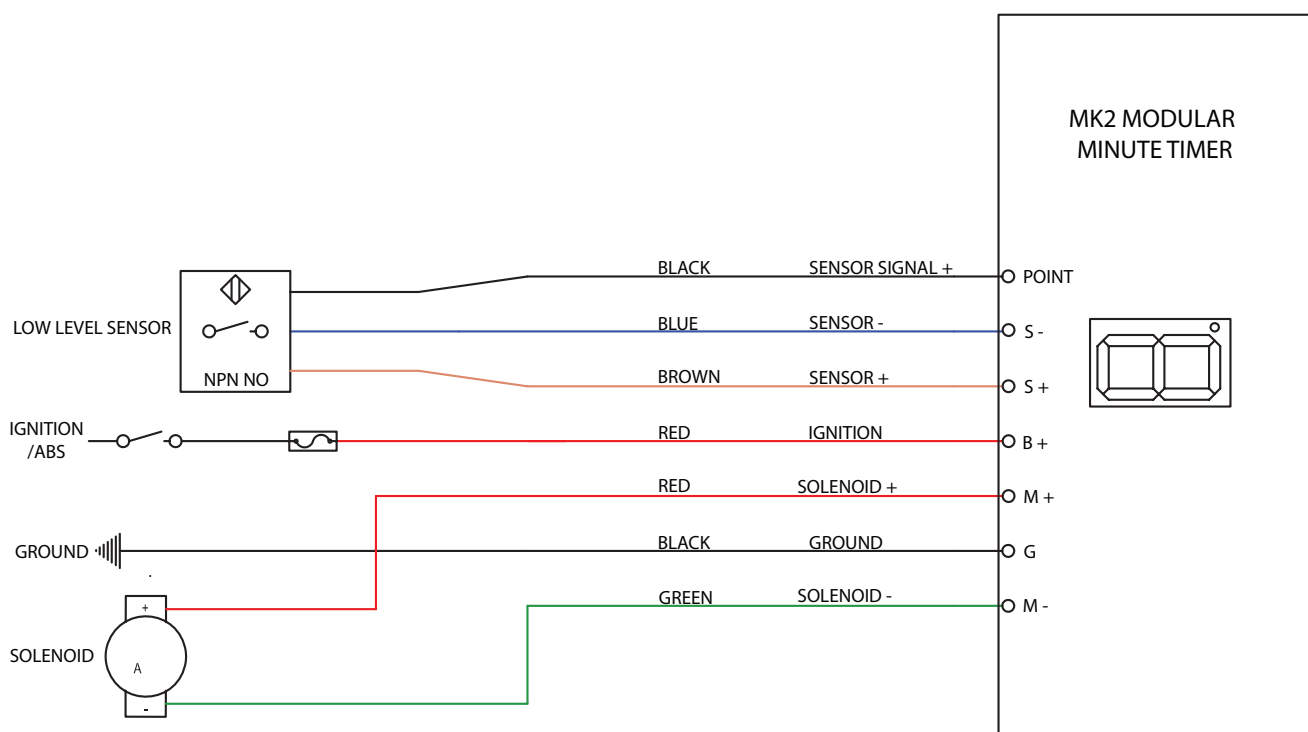 MK2 MODULAR
MINUTE TIMER
BLACK SENSOR SIGNAL + POINT
LOW LEVEL SENSOR
BLUE SENSOR - S -
NPN NO
BROWN SENSOR + S +
IGNITION
/ABS
RED IGNITION B +
RED SOLENOID + M +
GROUND
BLACK GROUND G
+
GREEN SOLENOID - M -
SOLENOID
A
-